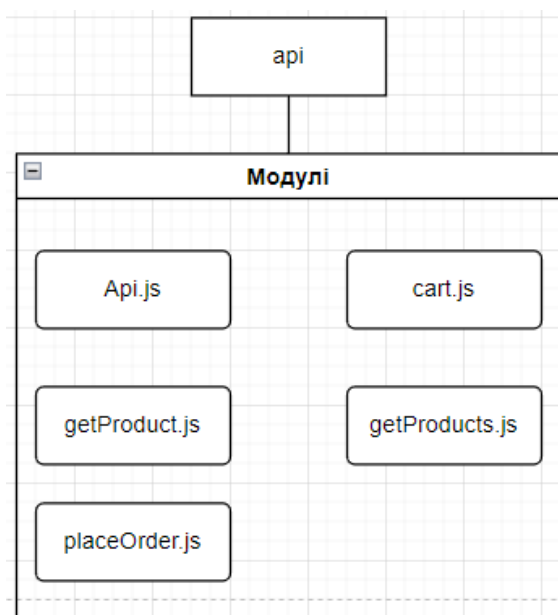 api
Модулі
Api.js
cart.js
getProduct.js
getProducts.js
placeOrder.js